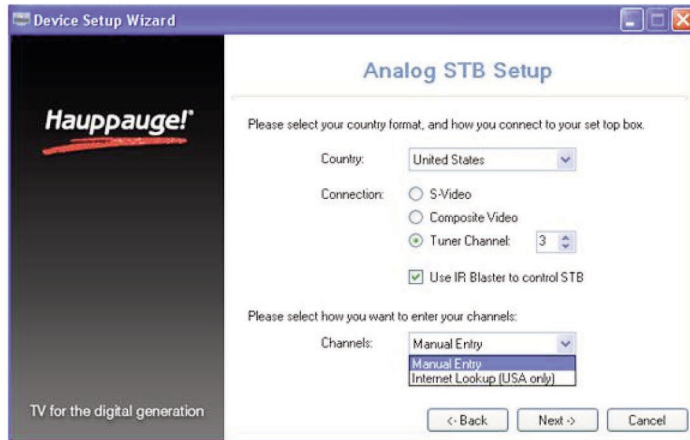 Device Setup Wizard
Analog STB Setup
Hauppauge!®
Please select your country format, and how you connect to your set top box.
Country: United States
Connection: S-Video
Composite Video
Tuner Channel: 3
Use IR Blaster to control STB
Please select how you want to enter your channels:
Channels: Manual Entry
Manual Entry
Internet Lookup (USA only)
TV for the digital generation
<- Back Next -> Cancel